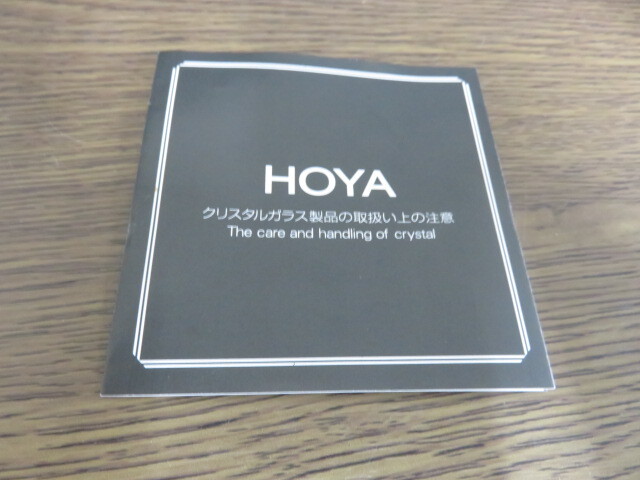 HOYA
クリスタルガラス製品の取扱い上の注意
The care and handling of crystal